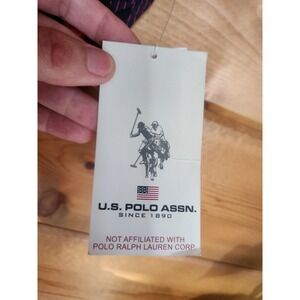 U.S. POLO ASSN.
SINCE 1890
NOT AFFILIATED WITH
POLO RALPH LAUREN CORP.